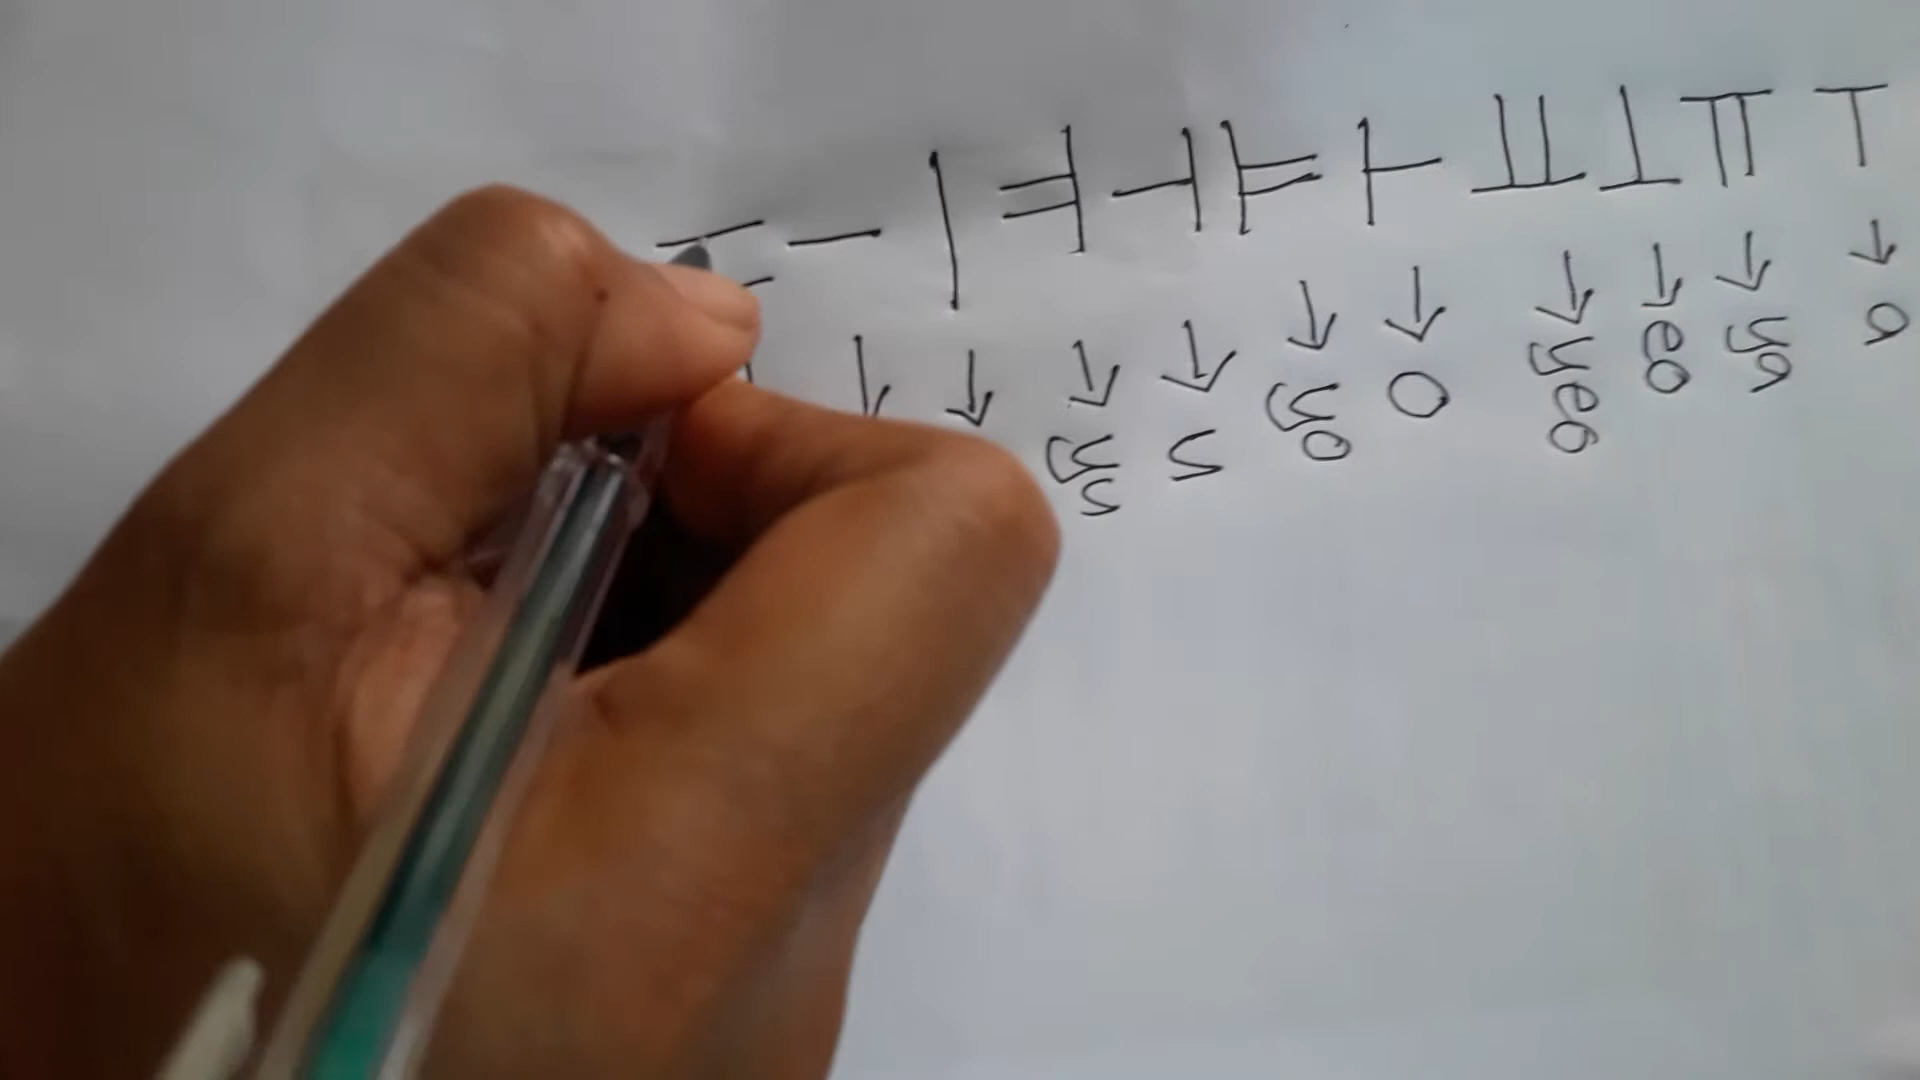 ㅏ → a
ㅑ → ya
ㅓ → eo
ㅕ → yeo
ㅗ → o
ㅛ → yo
ㅜ → u
ㅠ → yu
ㅡ →
ㅣ →